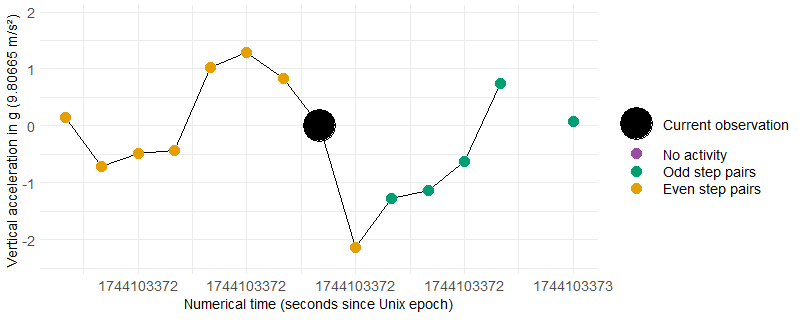 Vertical acceleration in g (9.80665 m/s²)
2
1
0
-1
-2
1744103372 1744103372 1744103372 1744103372 1744103373
Numerical time (seconds since Unix epoch)
Current observation
No activity
Odd step pairs
Even step pairs